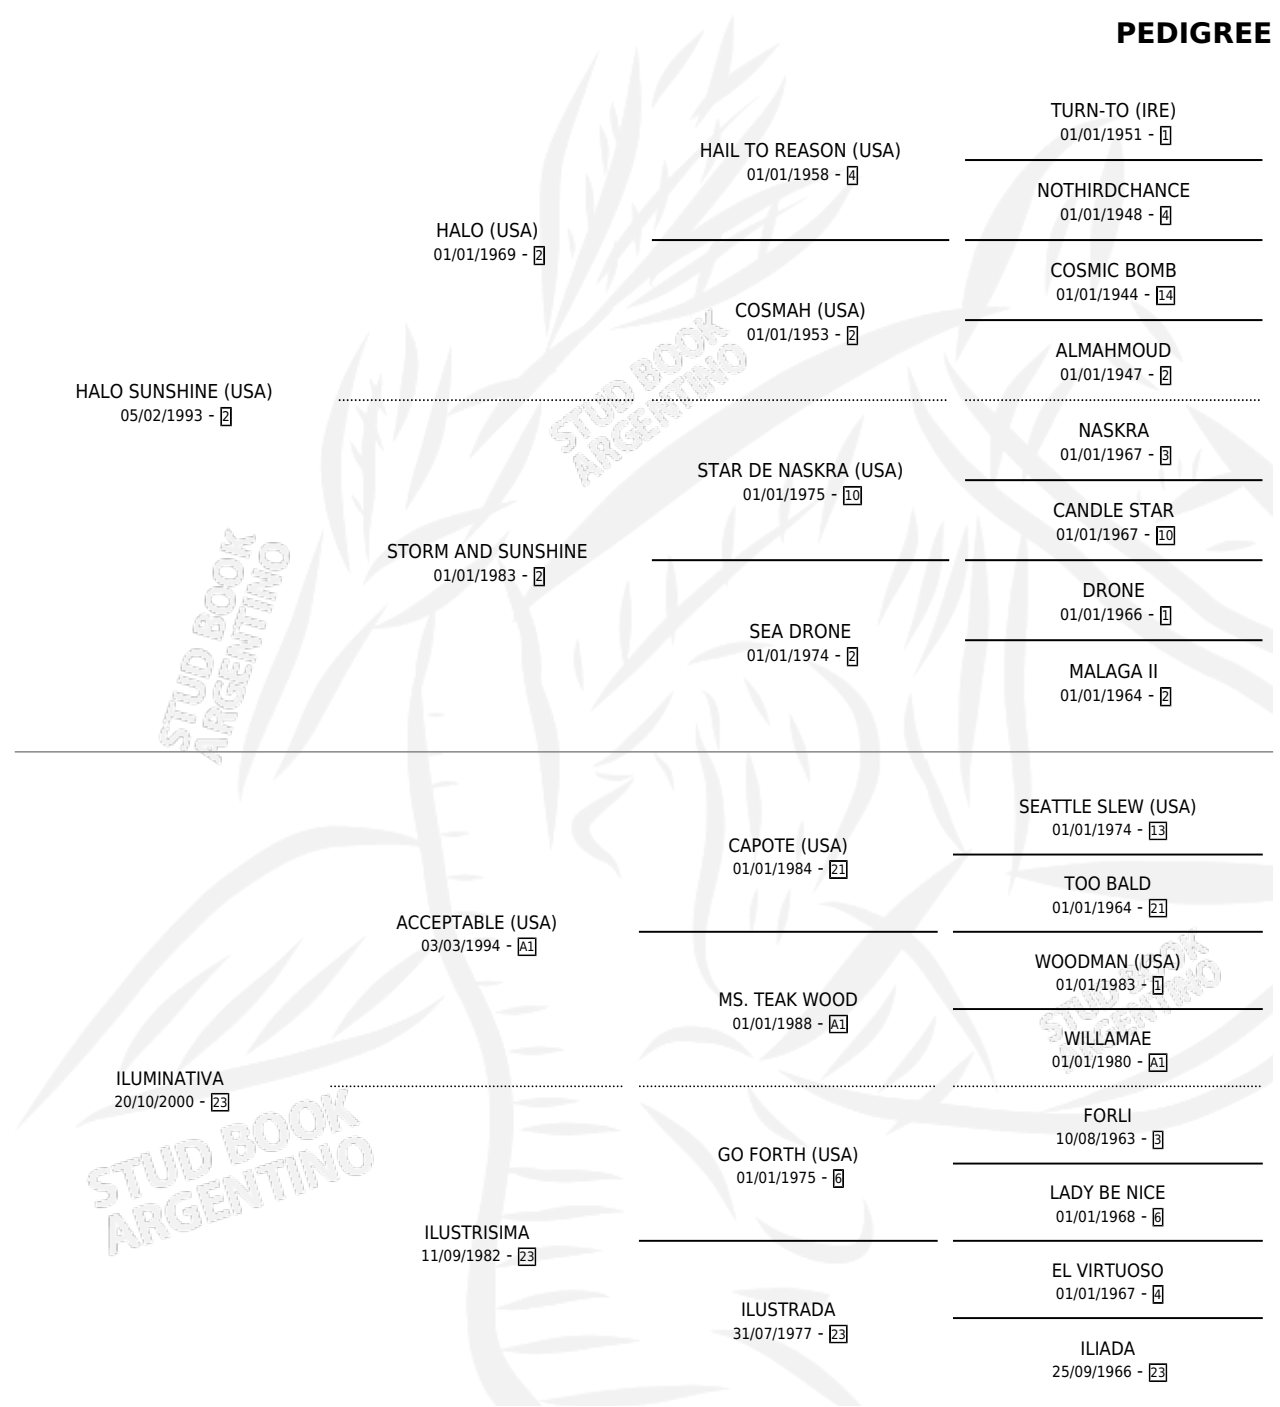 PEDIGREE
TURN-TO (IRE)
01/01/1951 - 1
HAIL TO REASON (USA)
01/01/1958 - 4
NOTHIRDCHANCE
01/01/1948 - 4
HALO (USA)
01/01/1969 - 2
COSMIC BOMB
01/01/1944 - 14
COSMAH (USA)
01/01/1953 - 2
ALMAHMOUD
01/01/1947 - 2
HALO SUNSHINE (USA)
05/02/1993 - 2
NASKRA
01/01/1967 - 3
STAR DE NASKRA (USA)
01/01/1975 - 10
CANDLE STAR
01/01/1967 - 10
STORM AND SUNSHINE
01/01/1983 - 2
DRONE
01/01/1966 - 1
SEA DRONE
01/01/1974 - 2
MALAGA II
01/01/1964 - 2
SEATTLE SLEW (USA)
01/01/1974 - 13
CAPOTE (USA)
01/01/1984 - 21
TOO BALD
01/01/1964 - 21
ACCEPTABLE (USA)
03/03/1994 - A1
WOODMAN (USA)
01/01/1983 - 1
MS. TEAK WOOD
01/01/1988 - A1
WILLAMAE
01/01/1980 - A1
ILUMINATIVA
20/10/2000 - 23
FORLI
10/08/1963 - 3
GO FORTH (USA)
01/01/1975 - 6
LADY BE NICE
01/01/1968 - 6
ILUSTRISIMA
11/09/1982 - 23
EL VIRTUOSO
01/01/1967 - 4
ILUSTRADA
31/07/1977 - 23
ILIADA
25/09/1966 - 23
STUD BOOK
ARGENTINO
STUD BOOK
ARGENTINO
STUD BOOK
ARGENTINO
STUD BOOK
ARGENTINO